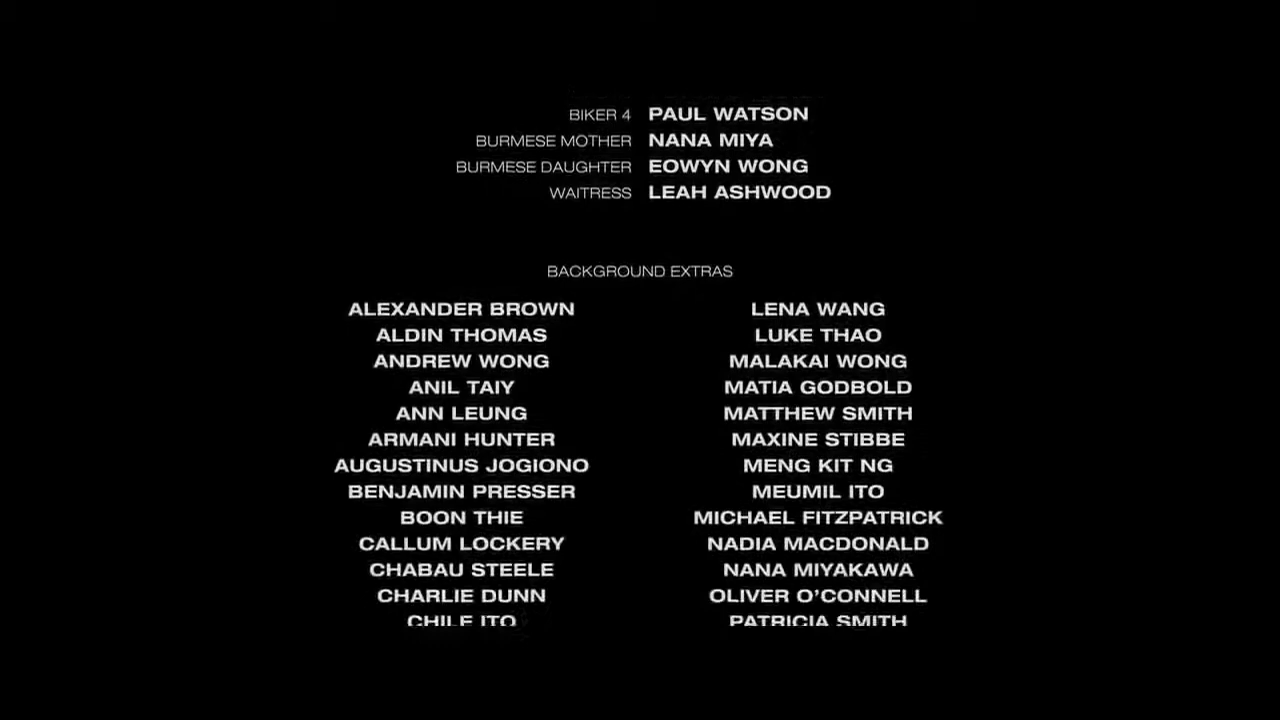 BIKER 4 PAUL WATSON
BURMESE MOTHER NANA MIYA
BURMESE DAUGHTER EOWYN WONG
WAITRESS LEAH ASHWOOD
BACKGROUND EXTRAS
ALEXANDER BROWN LENA WANG
ALDIN THOMAS LUKE THAO
ANDREW WONG MALAKAI WONG
ANIL TAIY MATIA GODBOLD
ANN LEUNG MATTHEW SMITH
ARMANI HUNTER MAXINE STIBBE
AUGUSTINUS JOGIONO MENG KIT NG
BENJAMIN PRESSER MEUMIL ITO
BOON THIE MICHAEL FITZPATRICK
CALLUM LOCKERY NADIA MACDONALD
CHABAU STEELE NANA MIYAKAWA
CHARLIE DUNN OLIVER O’CONNELL
CHILE ITO PATRICIA SMITH